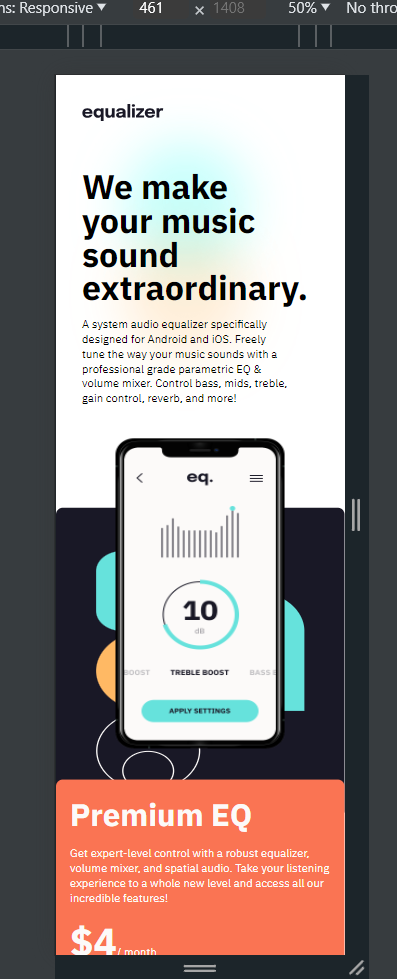 ns: Responsive ▼ 461 × 1408 50% ▼ No thro
equalizer
We make
your music
sound
extraordinary.
A system audio equalizer specifically
designed for Android and iOS. Freely
tune the way your music sounds with a
professional grade parametric EQ &
volume mixer. Control bass, mids, treble,
gain control, reverb, and more!
eq.
10
dB
BOOST TREBLE BOOST BASS B
APPLY SETTINGS
Premium EQ
Get expert-level control with a robust equalizer,
volume mixer, and spatial audio. Take your listening
experience to a whole new level and access all our
incredible features!
$4 / month